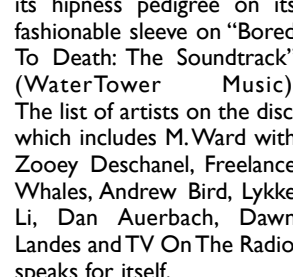 its hipness pedigree on its
fashionable sleeve on “Bored
To Death: The Soundtrack”
(WaterTower Music)
The list of artists on the disc
which includes M. Ward with
Zooey Deschanel, Freelance
Whales, Andrew Bird, Lykke
Li, Dan Auerbach, Dawn
Landes and TV On The Radio
speaks for itself.